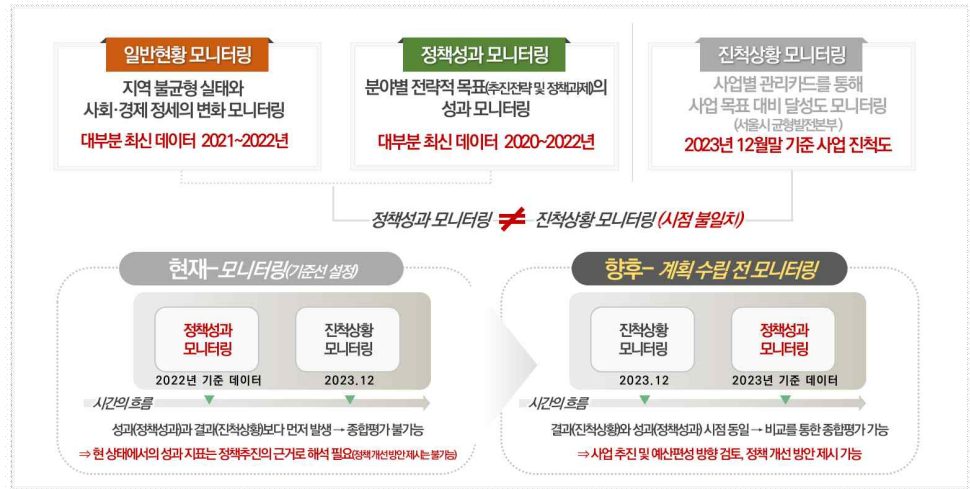 일반현황 모니터링
지역 불균형 실태와
사회·경제 정세의 변화 모니터링
대부분 최신 데이터 2021~2022년
정책성과 모니터링
분야별 전략적 목표(추진전략 및 정책과제)의
성과 모니터링
대부분 최신 데이터 2020~2022년
진척상황 모니터링
사업별 관리카드를 통해
사업 목표 대비 달성도 모니터링
(서울시 균형발전본부)
2023년 12월말 기준 사업 진척도
정책성과 모니터링 ≠ 진척상황 모니터링 (시점 불일치)
현재- 모니터링(기준선 설정)
정책성과
모니터링
2022년 기준 데이터
진척상황
모니터링
2023.12
시간의 흐름
성과(정책성과)과 결과(진척상황)보다 먼저 발생 → 종합평가 불가능
⇒ 현 상태에서의 성과 지표는 정책추진의 근거로 해석 필요(정책 개선 방안 제시는 불가능)
향후- 계획 수립 전 모니터링
진척상황
모니터링
2023.12
정책성과
모니터링
2023년 기준 데이터
시간의 흐름
결과(진척상황)와 성과(정책성과) 시점 동일 → 비교를 통한 종합평가 가능
⇒ 사업 추진 및 예산편성 방향 검토, 정책 개선 방안 제시 가능